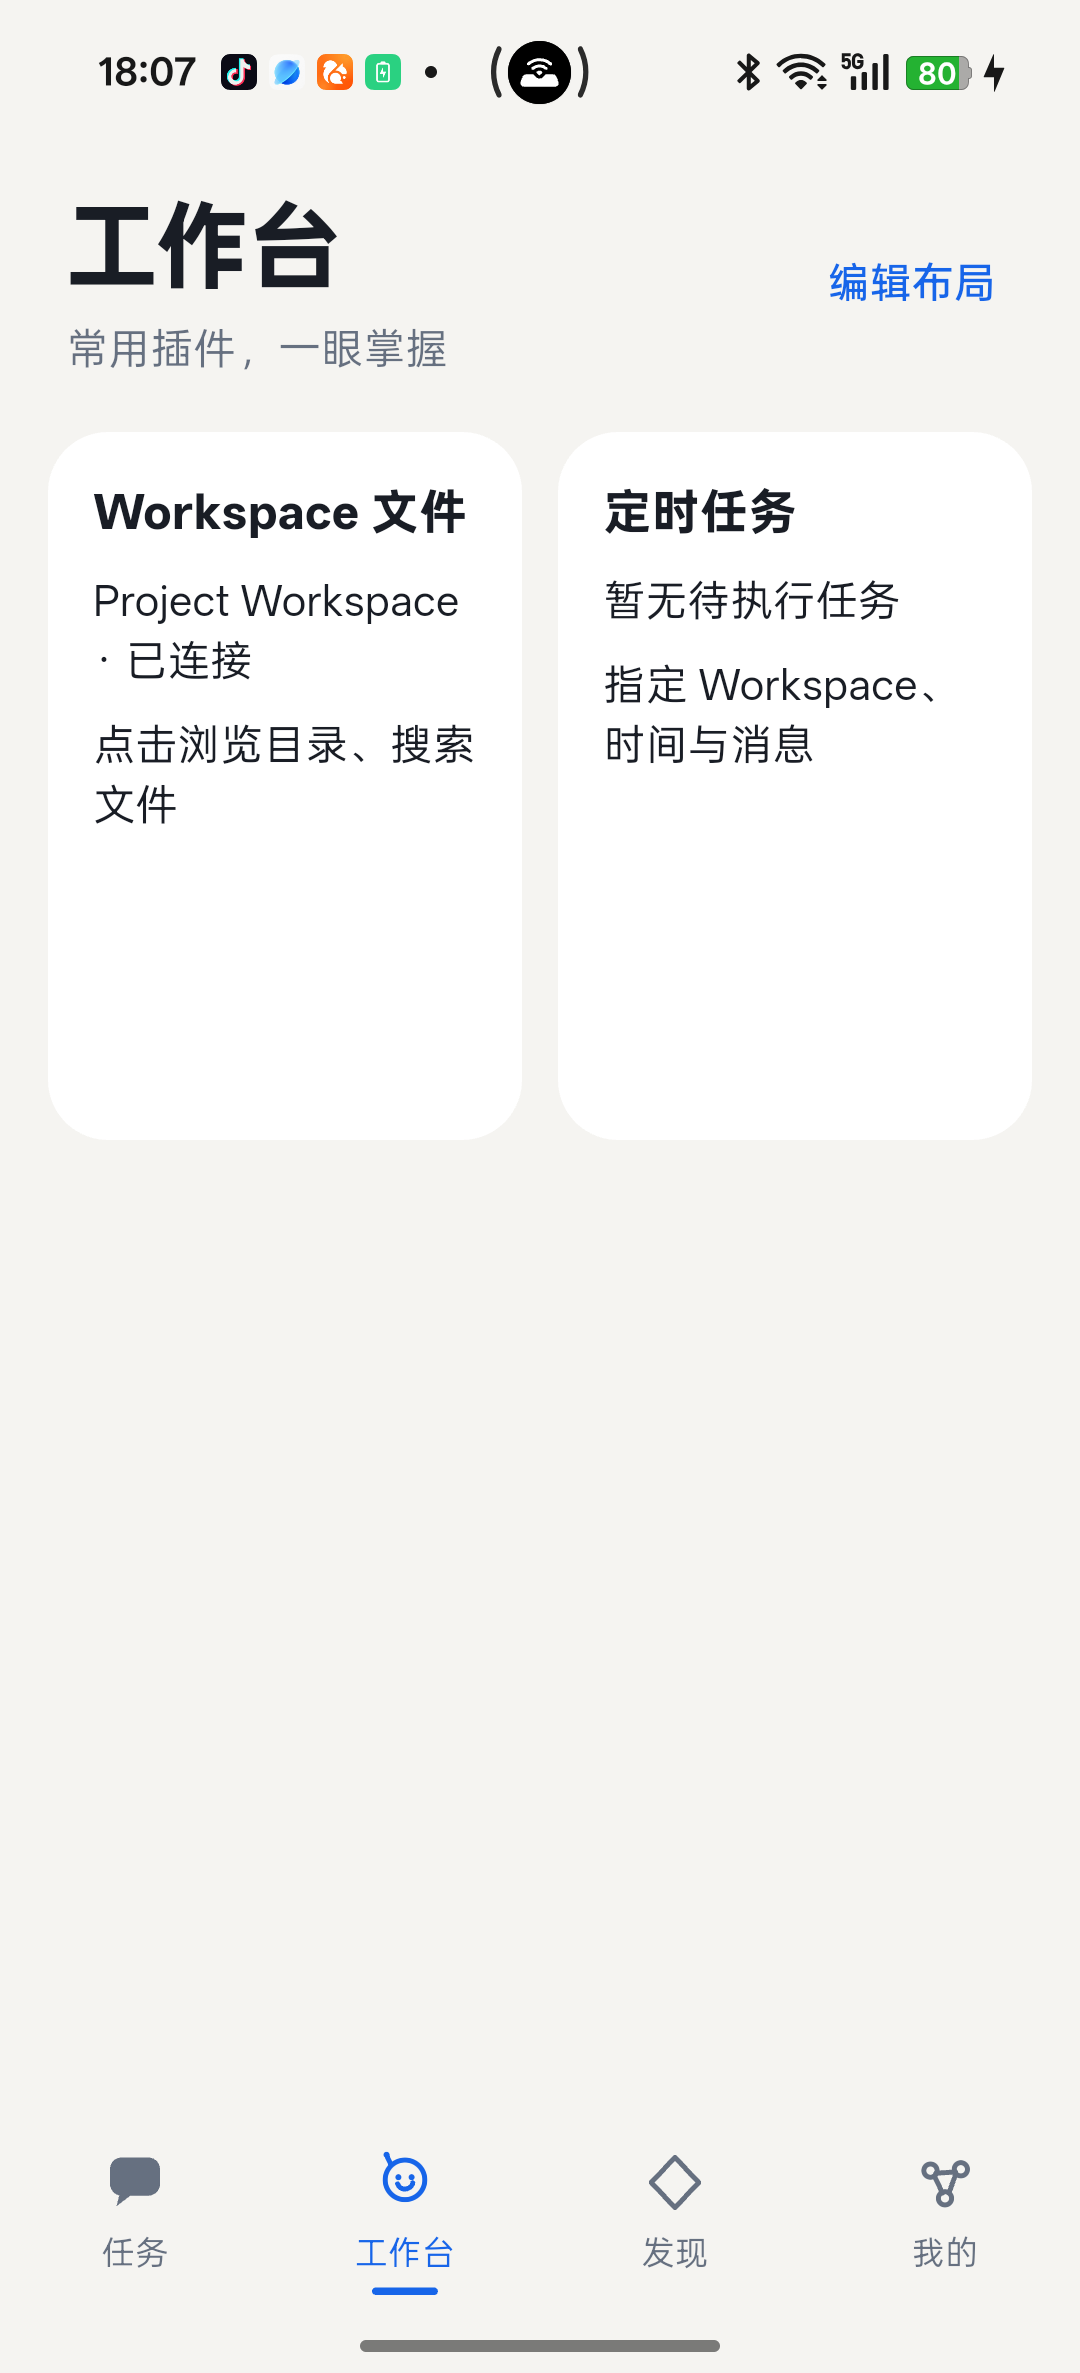 18:07
5G
80
工作台
编辑布局
常用插件，一眼掌握
Workspace 文件
Project Workspace
· 已连接
点击浏览目录、搜索
文件
定时任务
暂无待执行任务
指定 Workspace、
时间与消息
任务
工作台
发现
我的